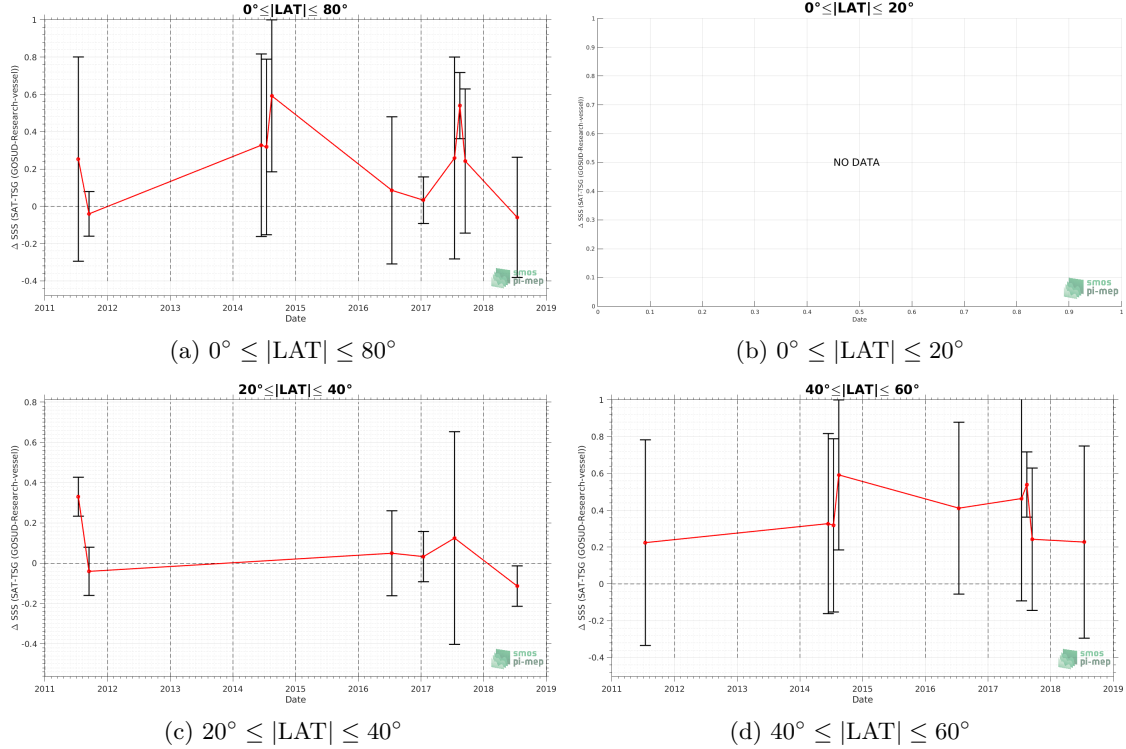 0°≤|LAT|≤ 80°
Δ SSS (SAT-TSG (GOSUD-Research-vessel))
1
0.8
0.6
0.4
0.2
0
-0.2
-0.4
2011 2012 2013 2014 2015 2016 2017 2018 2019
Date
smos
pi-mep
(a) 0° ≤ |LAT| ≤ 80°
0°≤|LAT|≤ 20°
Δ SSS (SAT-TSG (GOSUD-Research-vessel))
1
0.9
0.8
0.7
0.6
0.5
0.4
0.3
0.2
0.1
0
NO DATA
0 0.1 0.2 0.3 0.4 0.5 0.6 0.7 0.8 0.9 1
Date
smos
pi-mep
(b) 0° ≤ |LAT| ≤ 20°
20°≤|LAT|≤ 40°
Δ SSS (SAT-TSG (GOSUD-Research-vessel))
0.8
0.6
0.4
0.2
0
-0.2
-0.4
2011 2012 2013 2014 2015 2016 2017 2018 2019
Date
smos
pi-mep
(c) 20° ≤ |LAT| ≤ 40°
40°≤|LAT|≤ 60°
Δ SSS (SAT-TSG (GOSUD-Research-vessel))
1
0.8
0.6
0.4
0.2
0
-0.2
-0.4
2011 2012 2013 2014 2015 2016 2017 2018 2019
Date
smos
pi-mep
(d) 40° ≤ |LAT| ≤ 60°